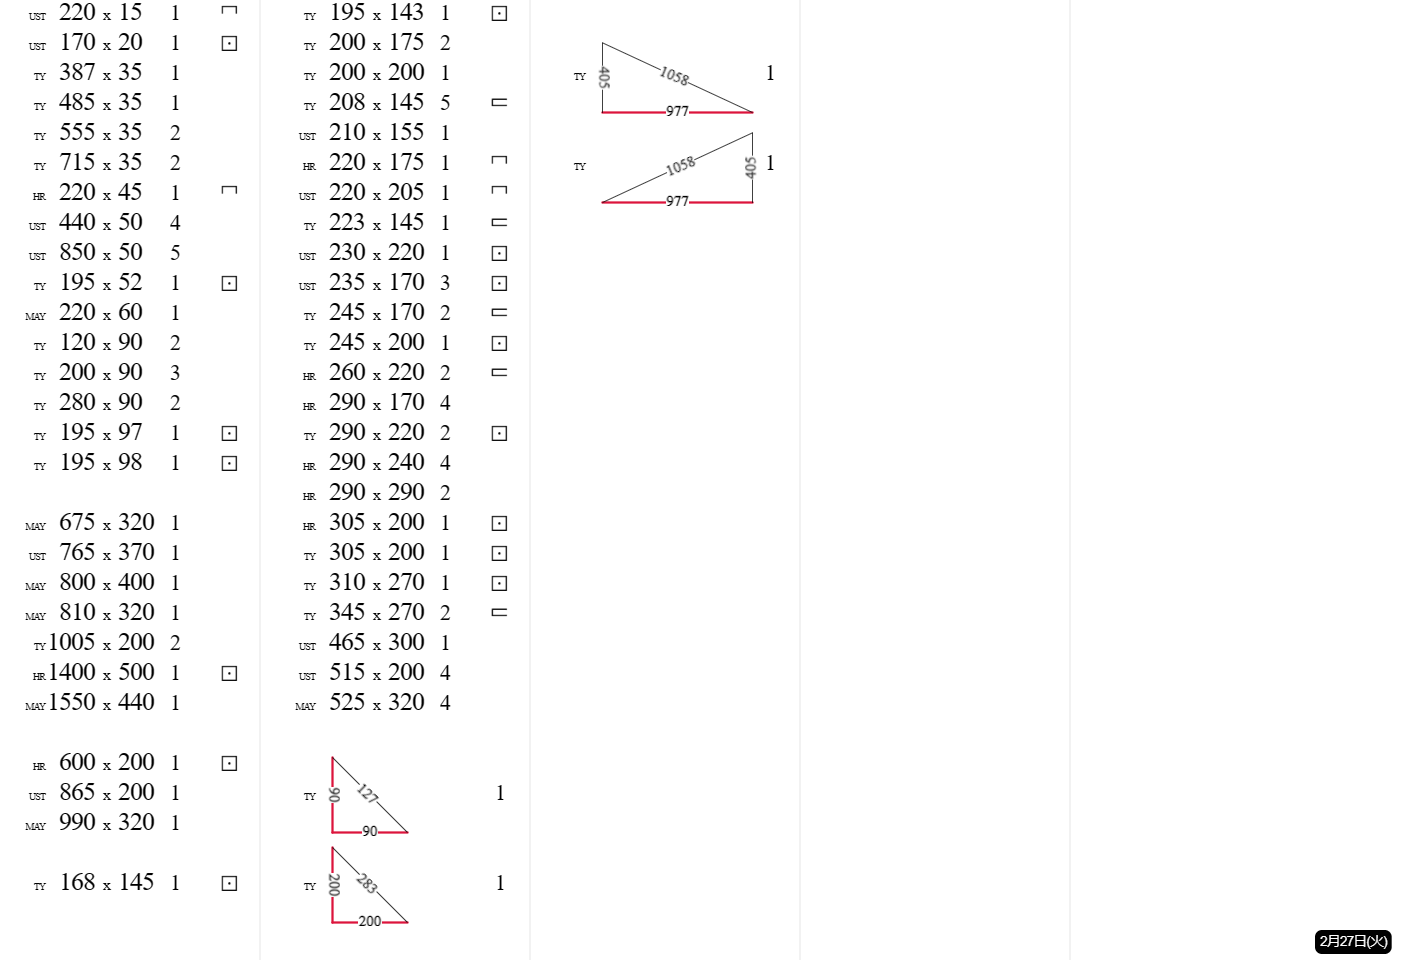 UST 220 x 15 1
UST 170 x 20 1
TY 387 x 35 1
TY 485 x 35 1
TY 555 x 35 2
TY 715 x 35 2
HR 220 x 45 1
UST 440 x 50 4
UST 850 x 50 5
TY 195 x 52 1
MAY 220 x 60 1
TY 120 x 90 2
TY 200 x 90 3
TY 280 x 90 2
TY 195 x 97 1
TY 195 x 98 1
MAY 675 x 320 1
UST 765 x 370 1
MAY 800 x 400 1
MAY 810 x 320 1
TY 1005 x 200 2
HR 1400 x 500 1
MAY 1550 x 440 1
HR 600 x 200 1
UST 865 x 200 1
MAY 990 x 320 1
TY 168 x 145 1
TY 195 x 143 1
TY 200 x 175 2
TY 200 x 200 1
TY 208 x 145 5
UST 210 x 155 1
HR 220 x 175 1
UST 220 x 205 1
TY 223 x 145 1
UST 230 x 220 1
UST 235 x 170 3
TY 245 x 170 2
TY 245 x 200 1
HR 260 x 220 2
HR 290 x 170 4
TY 290 x 220 2
HR 290 x 240 4
HR 290 x 290 2
HR 305 x 200 1
TY 305 x 200 1
TY 310 x 270 1
TY 345 x 270 2
UST 465 x 300 1
UST 515 x 200 4
MAY 525 x 320 4
TY 90 127 1
90
TY 200 283 1
200
TY 405 1058 1
977
TY 1058 405 1
977
2月27日(火)